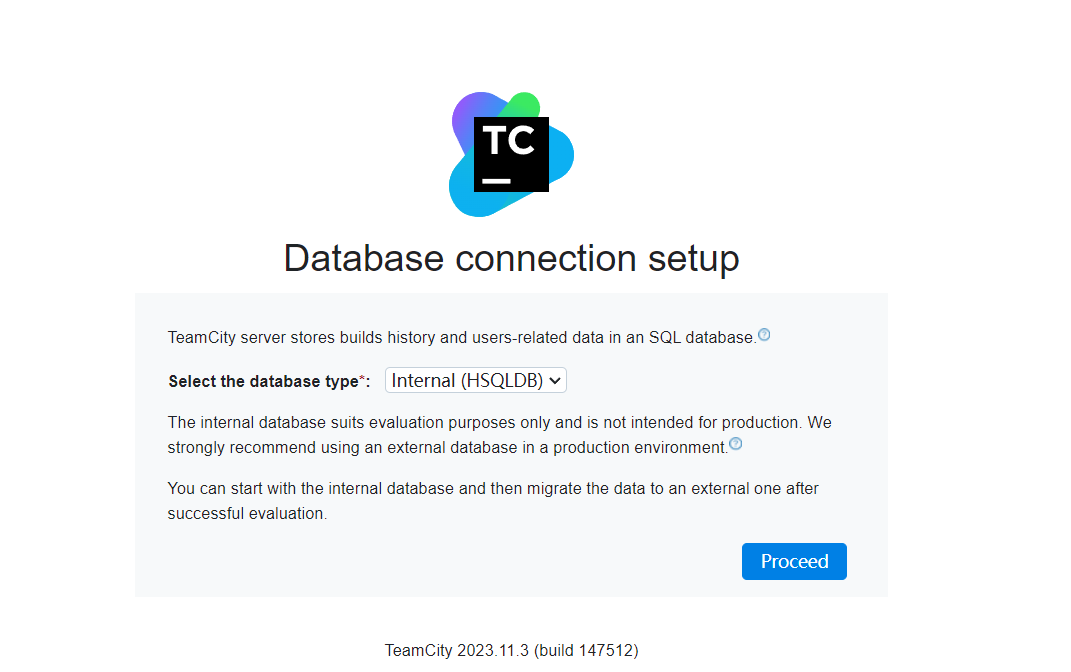 TC
Database connection setup
TeamCity server stores builds history and users-related data in an SQL database.
Select the database type*: Internal (HSQLDB)
The internal database suits evaluation purposes only and is not intended for production. We
strongly recommend using an external database in a production environment.
You can start with the internal database and then migrate the data to an external one after
successful evaluation.
Proceed
TeamCity 2023.11.3 (build 147512)